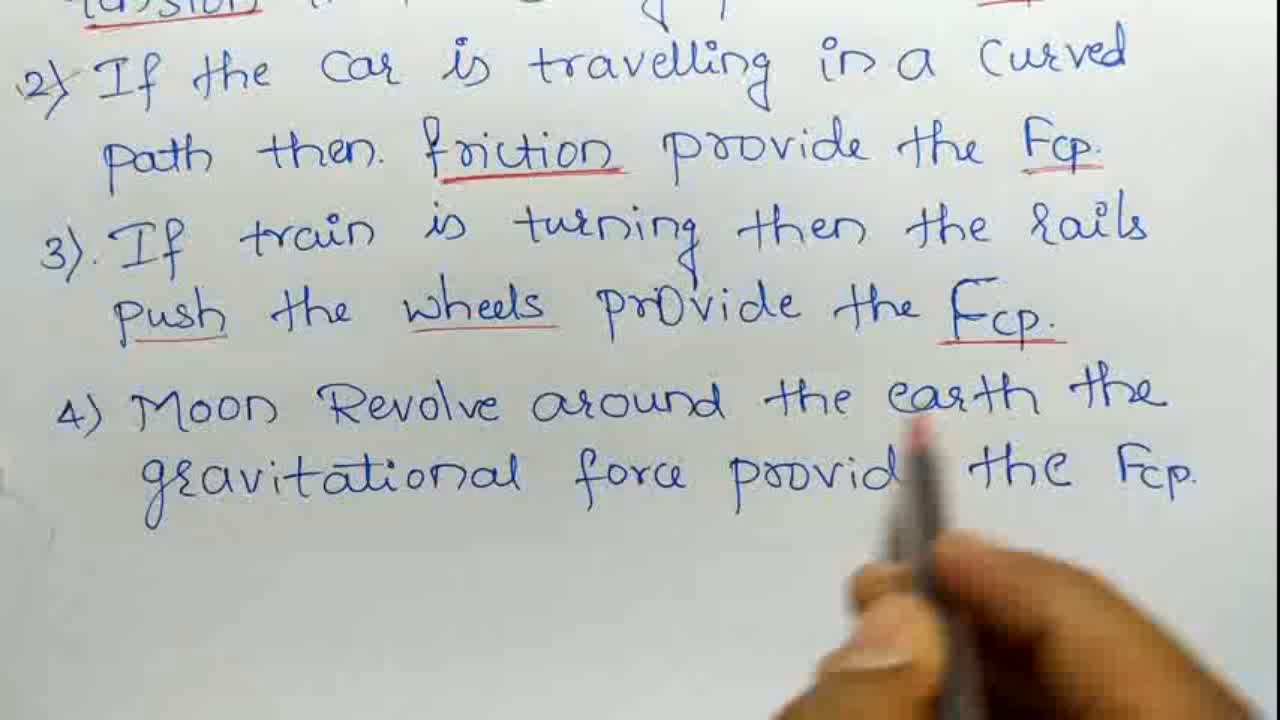 2) If the car is travelling in a curved
path then. friction provide the Fcp.
3). If train is turning then the rails
push the wheels provide the Fcp.
4) Moon Revolve around the earth the
gravitational force provid the Fcp.